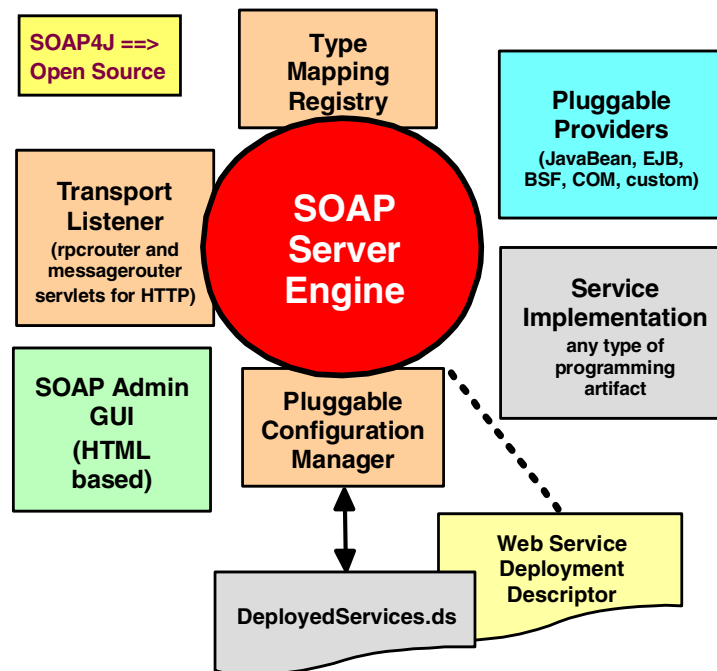 SOAP4J ==>
Open Source
Type
Mapping
Registry
Pluggable
Providers
(JavaBean, EJB,
BSF, COM, custom)
Transport
Listener
(rpcrouter and
messagerouter
servlets for HTTP)
SOAP
Server
Engine
Service
Implementation
any type of
programming
artifact
SOAP Admin
GUI
(HTML
based)
Pluggable
Configuration
Manager
Web Service
Deployment
Descriptor
DeployedServices.ds